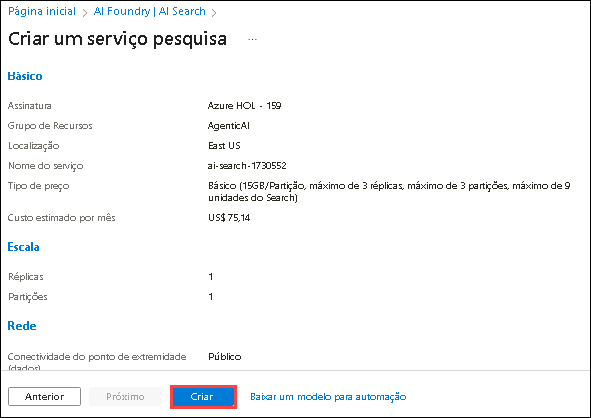 Página inicial > AI Foundry | AI Search >
Criar um serviço pesquisa ...
Básico
Assinatura Azure HOL - 159
Grupo de Recursos AgenticAI
Localização East US
Nome do serviço ai-search-1730552
Tipo de preço Básico (15GB/Partição, máximo de 3 réplicas, máximo de 3 partições, máximo de 9
unidades do Search)
Custo estimado por mês US$ 75,14
Escala
Réplicas 1
Partições 1
Rede
Conectividade do ponto de extremidade Público
(dados)
Anterior Próximo Criar Baixar um modelo para automação